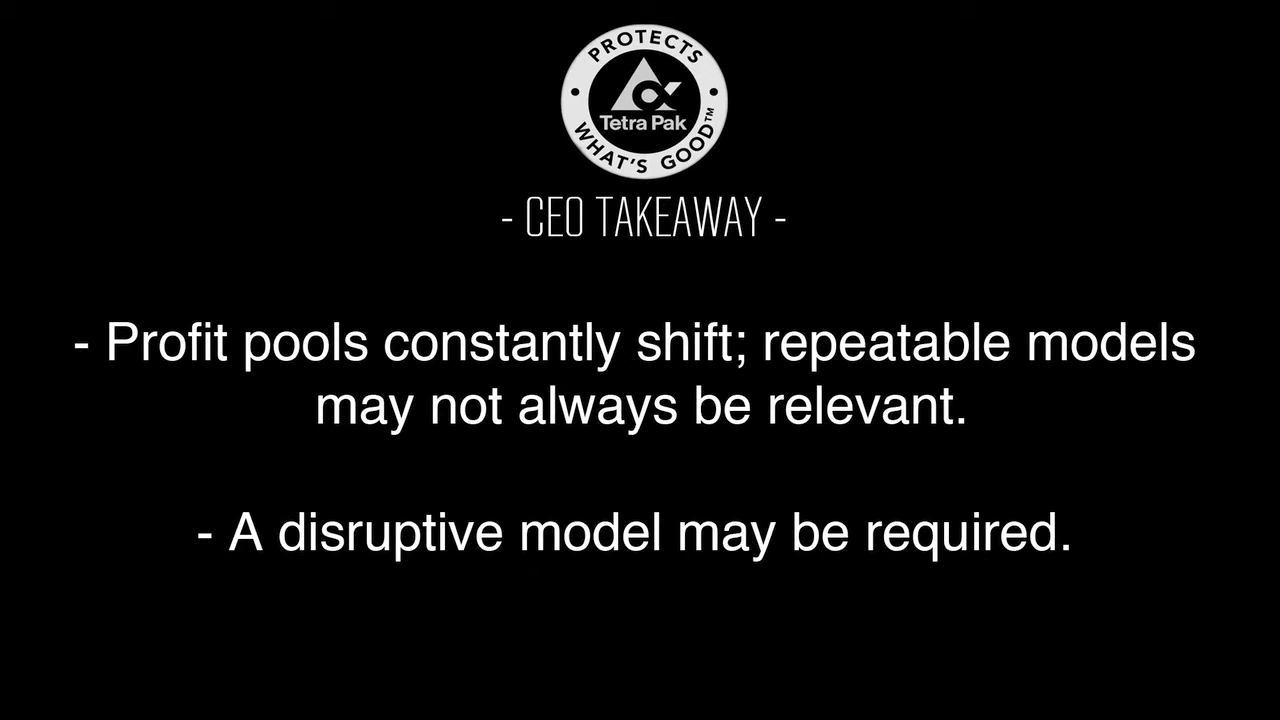 PROTECTS
Tetra Pak
WHAT'S GOOD™
- CEO TAKEAWAY -
- Profit pools constantly shift; repeatable models
may not always be relevant.
- A disruptive model may be required.